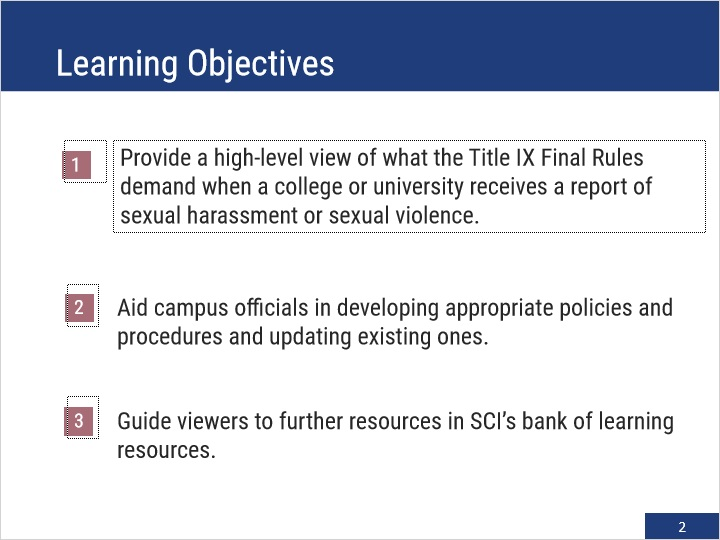 Learning Objectives
1
Provide a high-level view of what the Title IX Final Rules
demand when a college or university receives a report of
sexual harassment or sexual violence.
2
Aid campus officials in developing appropriate policies and
procedures and updating existing ones.
3
Guide viewers to further resources in SCI’s bank of learning
resources.
2